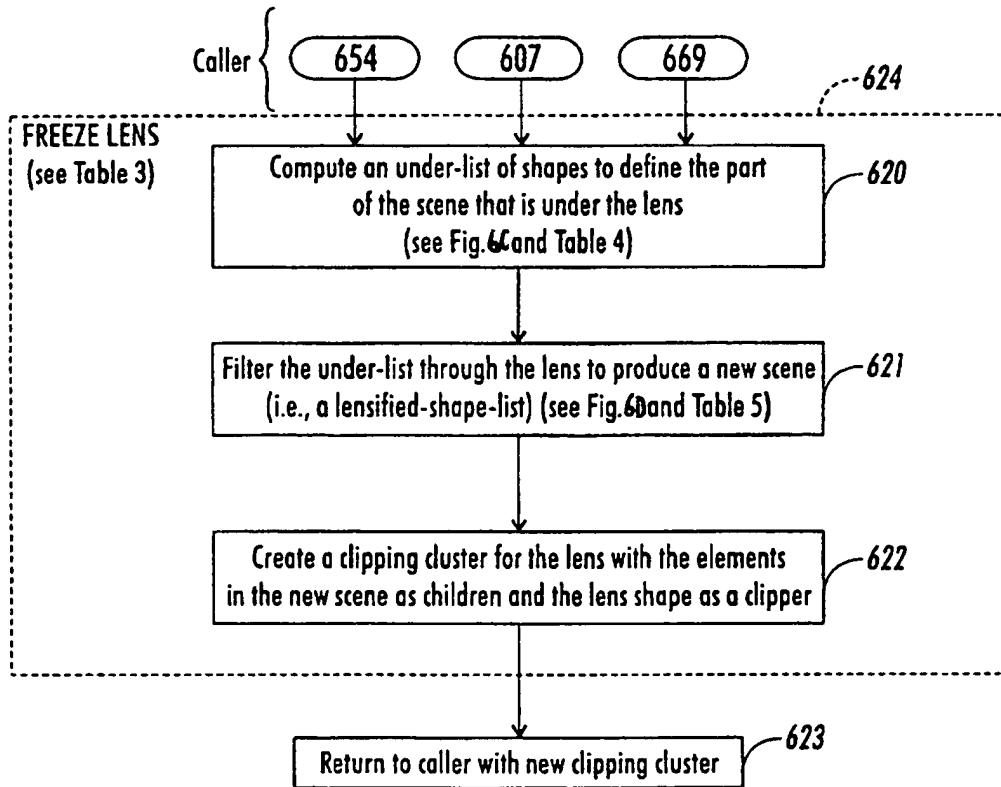 Caller
654
607
669
624
FREEZE LENS
(see Table 3)
Compute an under-list of shapes to define the part
of the scene that is under the lens
(see Fig.6C and Table 4)
620
Filter the under-list through the lens to produce a new scene
(i.e., a lensified-shape-list) (see Fig.6D and Table 5)
621
Create a clipping cluster for the lens with the elements
in the new scene as children and the lens shape as a clipper
622
Return to caller with new clipping cluster
623